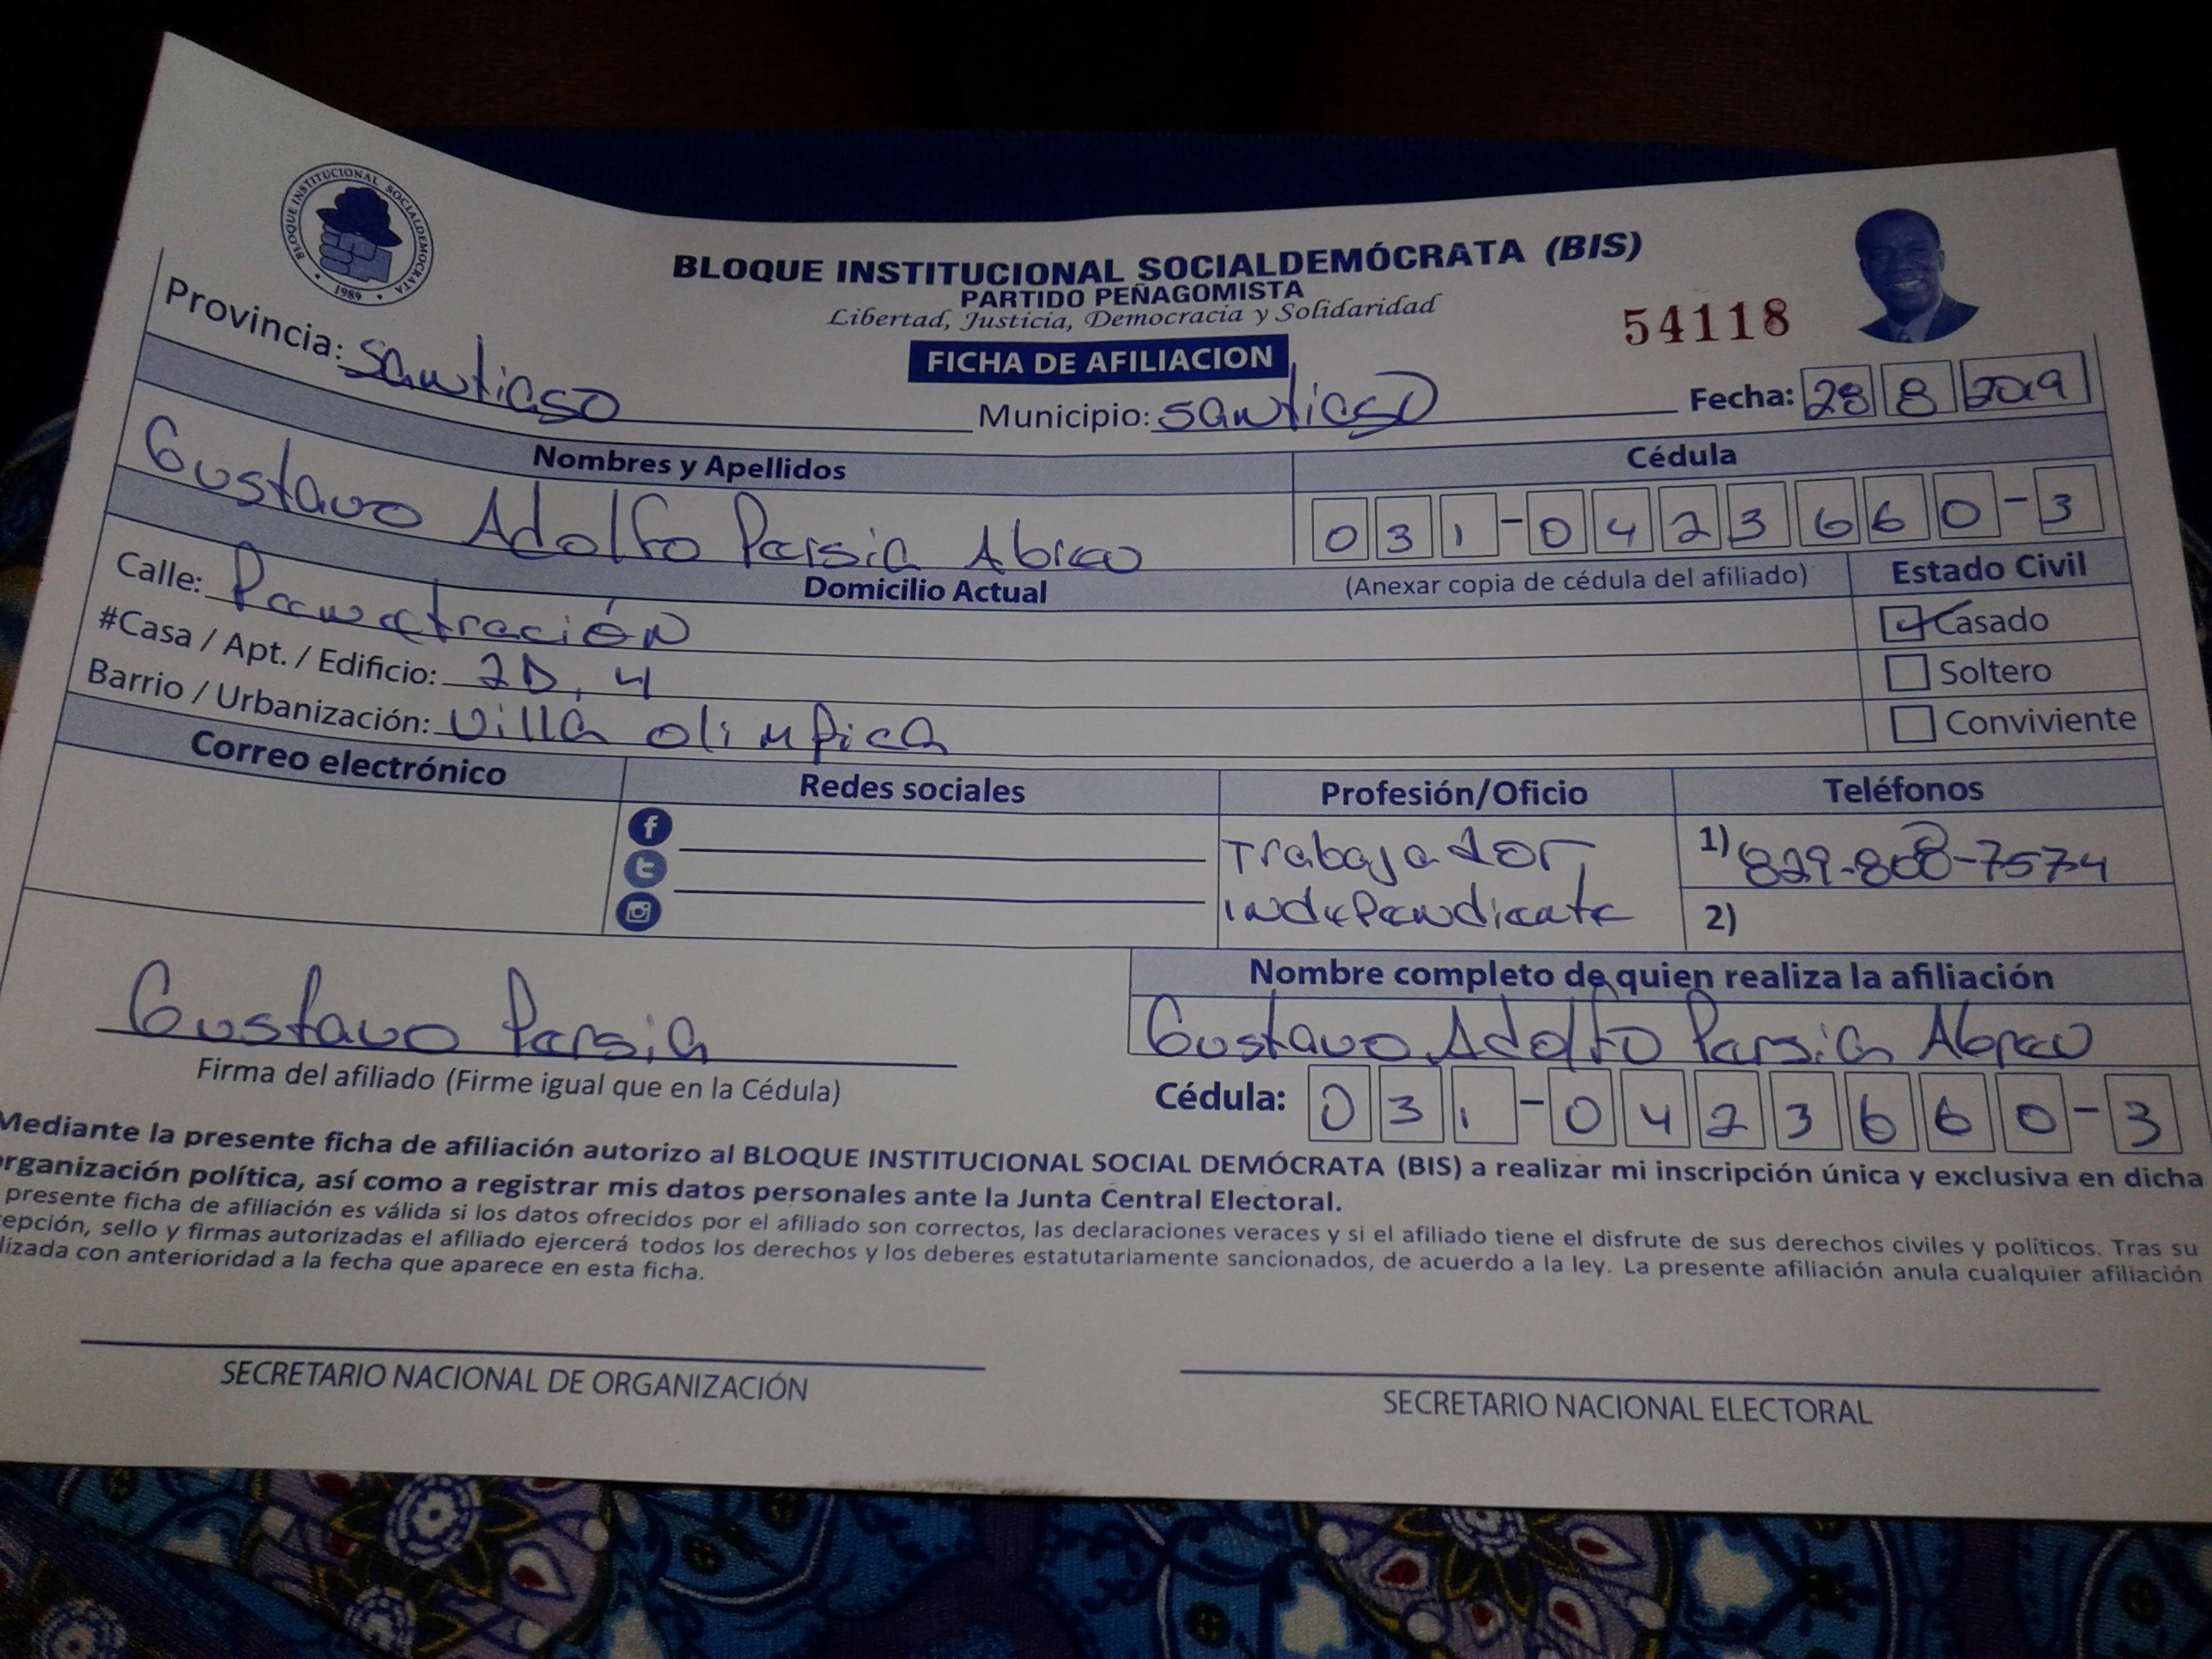 BLOQUE INSTITUCIONAL SOCIALDEMOCRATA
1989
BLOQUE INSTITUCIONAL SOCIALDEMÓCRATA (BIS)
PARTIDO PEÑAGOMISTA
Libertad, Justicia, Democracia y Solidaridad
54118
FICHA DE AFILIACION
Provincia: Santiago
Municipio: Santiago
Fecha: 28 8 2019
Nombres y Apellidos
Cédula
Gustavo Adolfo Persia Abreu
031-0423660-3
Domicilio Actual
(Anexar copia de cédula del afiliado)
Estado Civil
Calle: Penetración
Casado
#Casa / Apt. / Edificio: 2D, 4
Soltero
Barrio / Urbanización: Villa olimpica
Conviviente
Correo electrónico
Redes sociales
Profesión/Oficio
Teléfonos
Trabajador
independiente
1) 829-808-7574
2)
Gustavo Persia
Firma del afiliado (Firme igual que en la Cédula)
Nombre completo de quien realiza la afiliación
Gustavo Adolfo Persia Abreu
Cédula: 031-0423660-3
Mediante la presente ficha de afiliación autorizo al BLOQUE INSTITUCIONAL SOCIAL DEMÓCRATA (BIS) a realizar mi inscripción única y exclusiva en dicha
organización política, así como a registrar mis datos personales ante la Junta Central Electoral.
presente ficha de afiliación es válida si los datos ofrecidos por el afiliado son correctos, las declaraciones veraces y si el afiliado tiene el disfrute de sus derechos civiles y políticos. Tras su
cepción, sello y firmas autorizadas el afiliado ejercerá todos los derechos y los deberes estatutariamente sancionados, de acuerdo a la ley. La presente afiliación anula cualquier afiliación
lizada con anterioridad a la fecha que aparece en esta ficha.
SECRETARIO NACIONAL DE ORGANIZACIÓN
SECRETARIO NACIONAL ELECTORAL